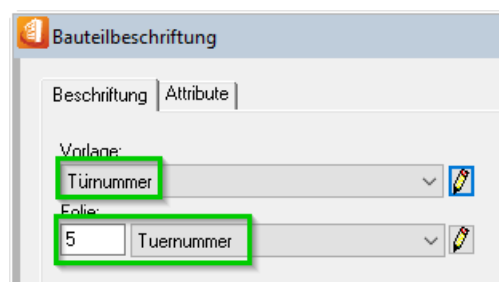 Bauteilbeschriftung
Beschriftung Attribute
Vorlage:
Türnummer
Folie:
5 Tuernummer